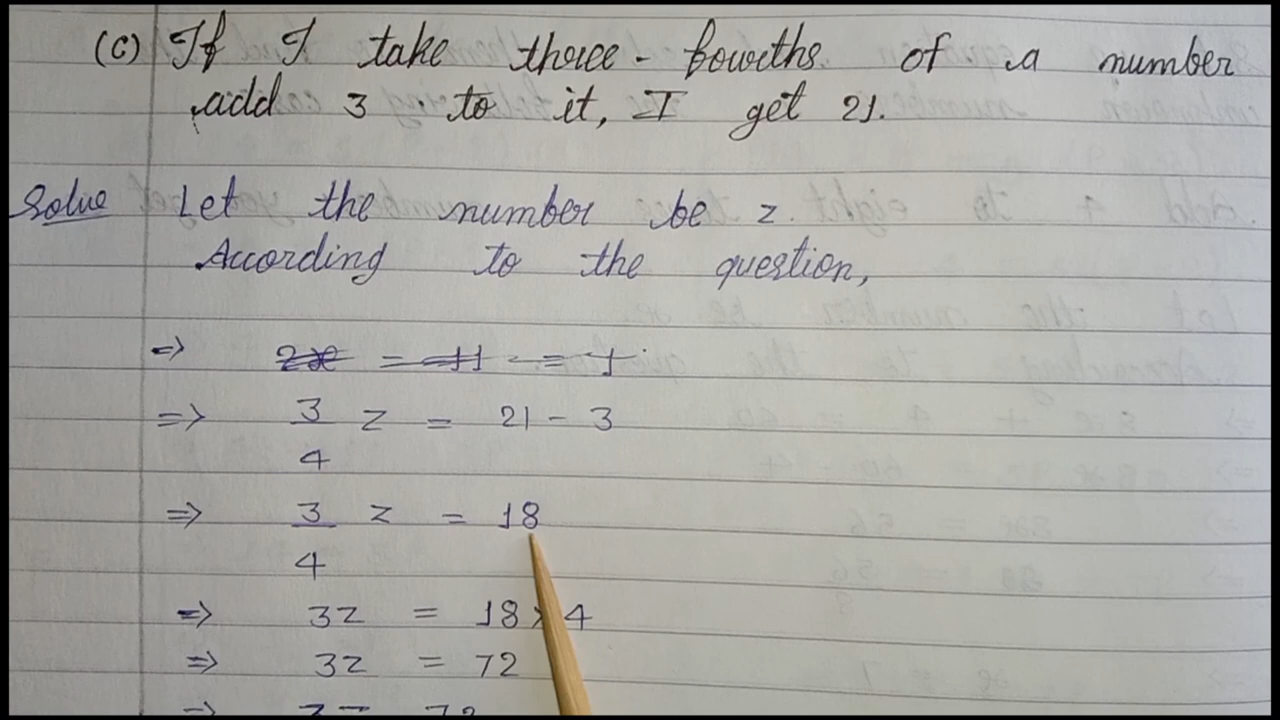 (c) If I take three-fourths of a number
add 3 to it, I get 21.
Solve Let the number be z.
According to the question,
=>
=> 3/4 z = 21 - 3
=> 3/4 z = 18
=> 3z = 18 × 4
=> 3z = 72
=>